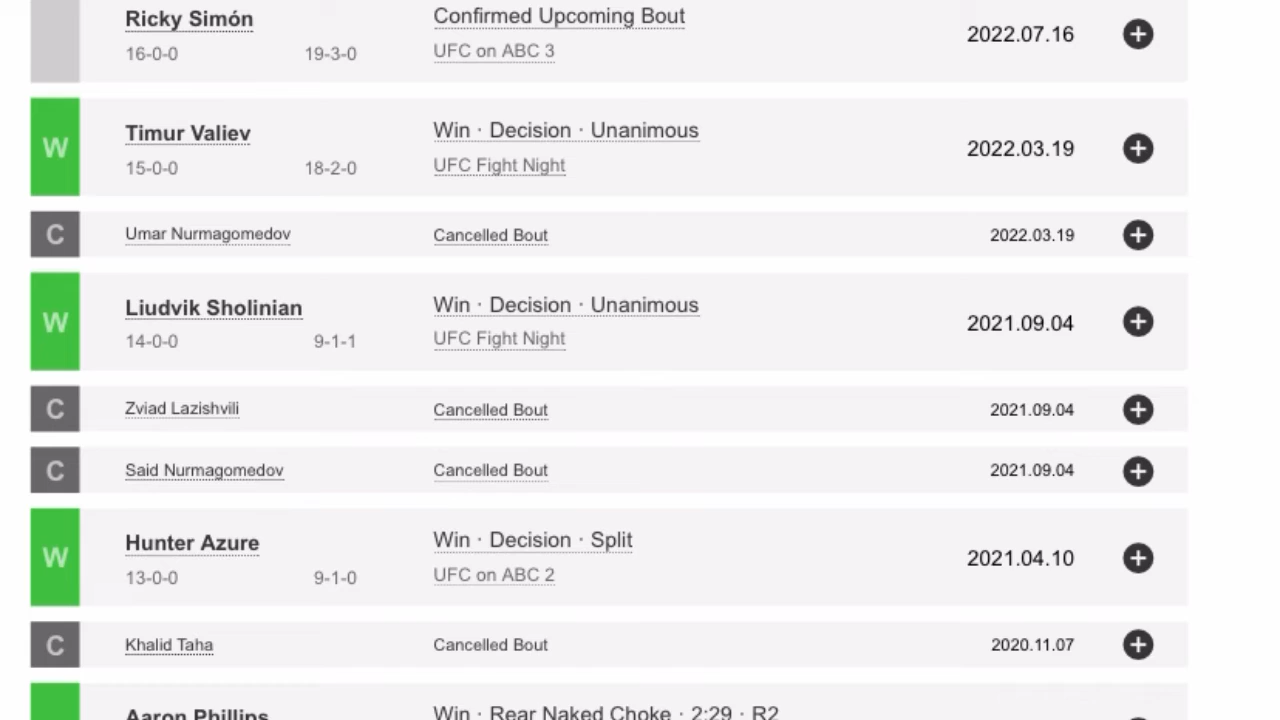 Ricky Simón Confirmed Upcoming Bout 2022.07.16
16-0-0 19-3-0 UFC on ABC 3
W Timur Valiev Win · Decision · Unanimous 2022.03.19
15-0-0 18-2-0 UFC Fight Night
C Umar Nurmagomedov Cancelled Bout 2022.03.19
W Liudvik Sholinian Win · Decision · Unanimous 2021.09.04
14-0-0 9-1-1 UFC Fight Night
C Zviad Lazishvili Cancelled Bout 2021.09.04
C Said Nurmagomedov Cancelled Bout 2021.09.04
W Hunter Azure Win · Decision · Split 2021.04.10
13-0-0 9-1-0 UFC on ABC 2
C Khalid Taha Cancelled Bout 2020.11.07
Aaron Phillips Win · Rear Naked Choke · 2:29 · R2